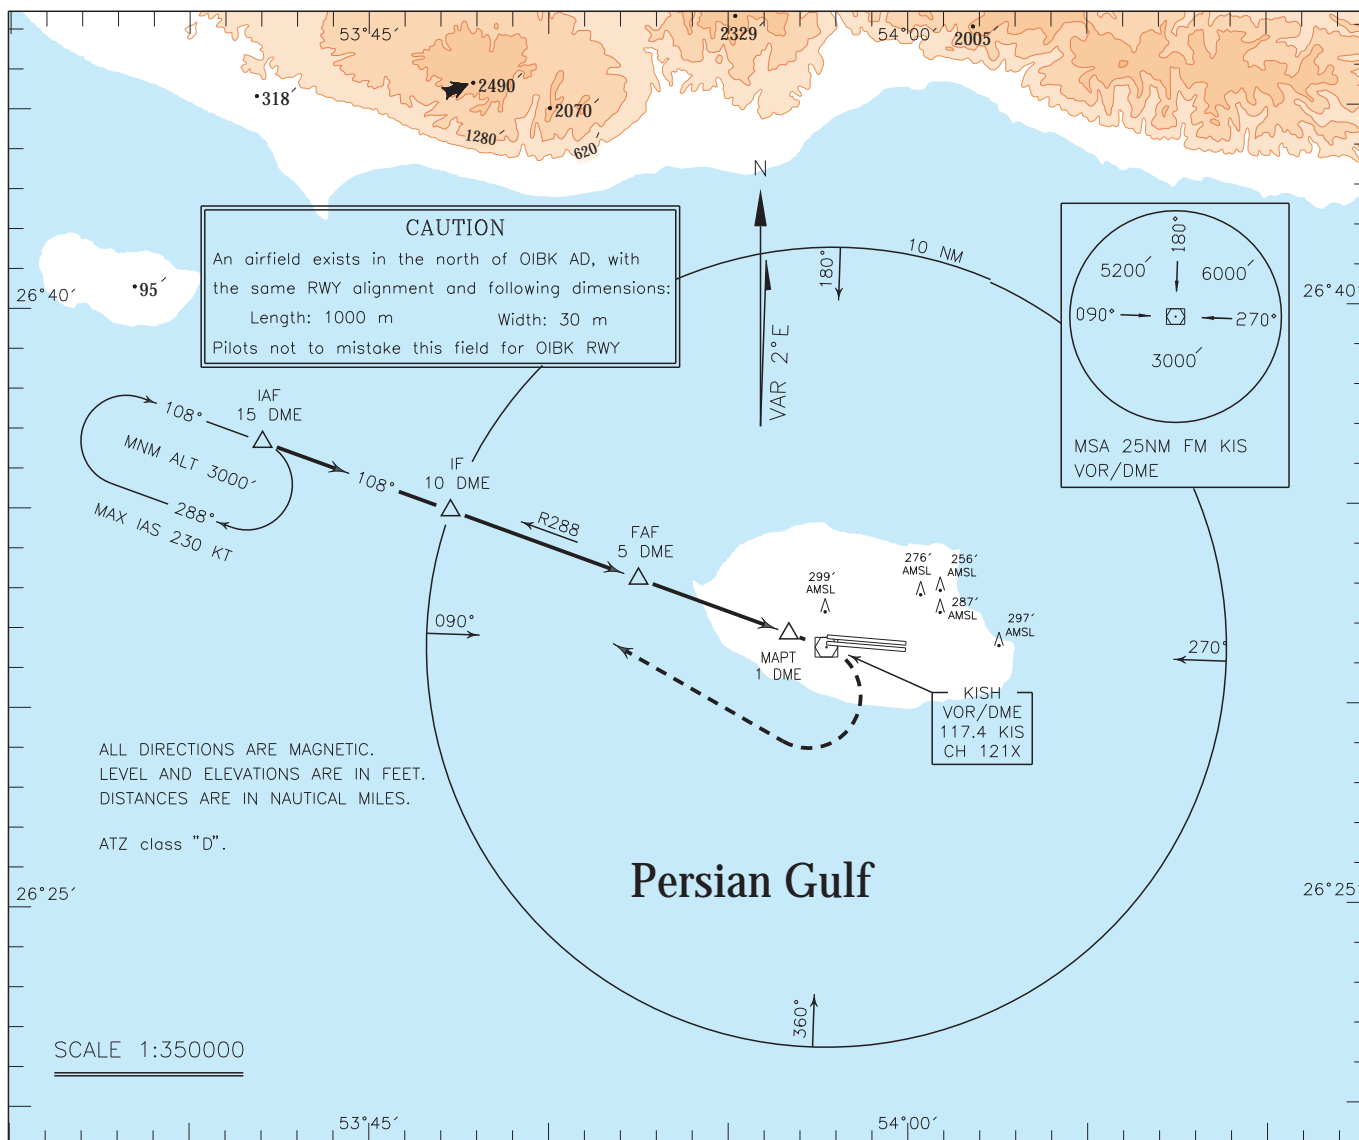 53°45′
2329′
54°00′
2005′
318′
2490′
2070′
1280′
620′
N
CAUTION
An airfield exists in the north of OIBK AD, with
the same RWY alignment and following dimensions:
Length: 1000 m Width: 30 m
Pilots not to mistake this field for OIBK RWY
10 NM
180°
VAR 2°E
180°
5200′
6000′
090°
270°
3000′
MSA 25NM FM KIS
VOR/DME
26°40′
26°40′
95′
IAF
15 DME
108°
MNM ALT 3000′
288°
MAX IAS 230 KT
108°
IF
10 DME
R288
FAF
5 DME
299′
AMSL
276′
AMSL
256′
AMSL
287′
AMSL
297′
AMSL
090°
270°
MAPT
1 DME
KISH
VOR/DME
117.4 KIS
CH 121X
ALL DIRECTIONS ARE MAGNETIC.
LEVEL AND ELEVATIONS ARE IN FEET.
DISTANCES ARE IN NAUTICAL MILES.
ATZ class "D".
Persian Gulf
26°25′
26°25′
360°
SCALE 1:350000
53°45′
54°00′